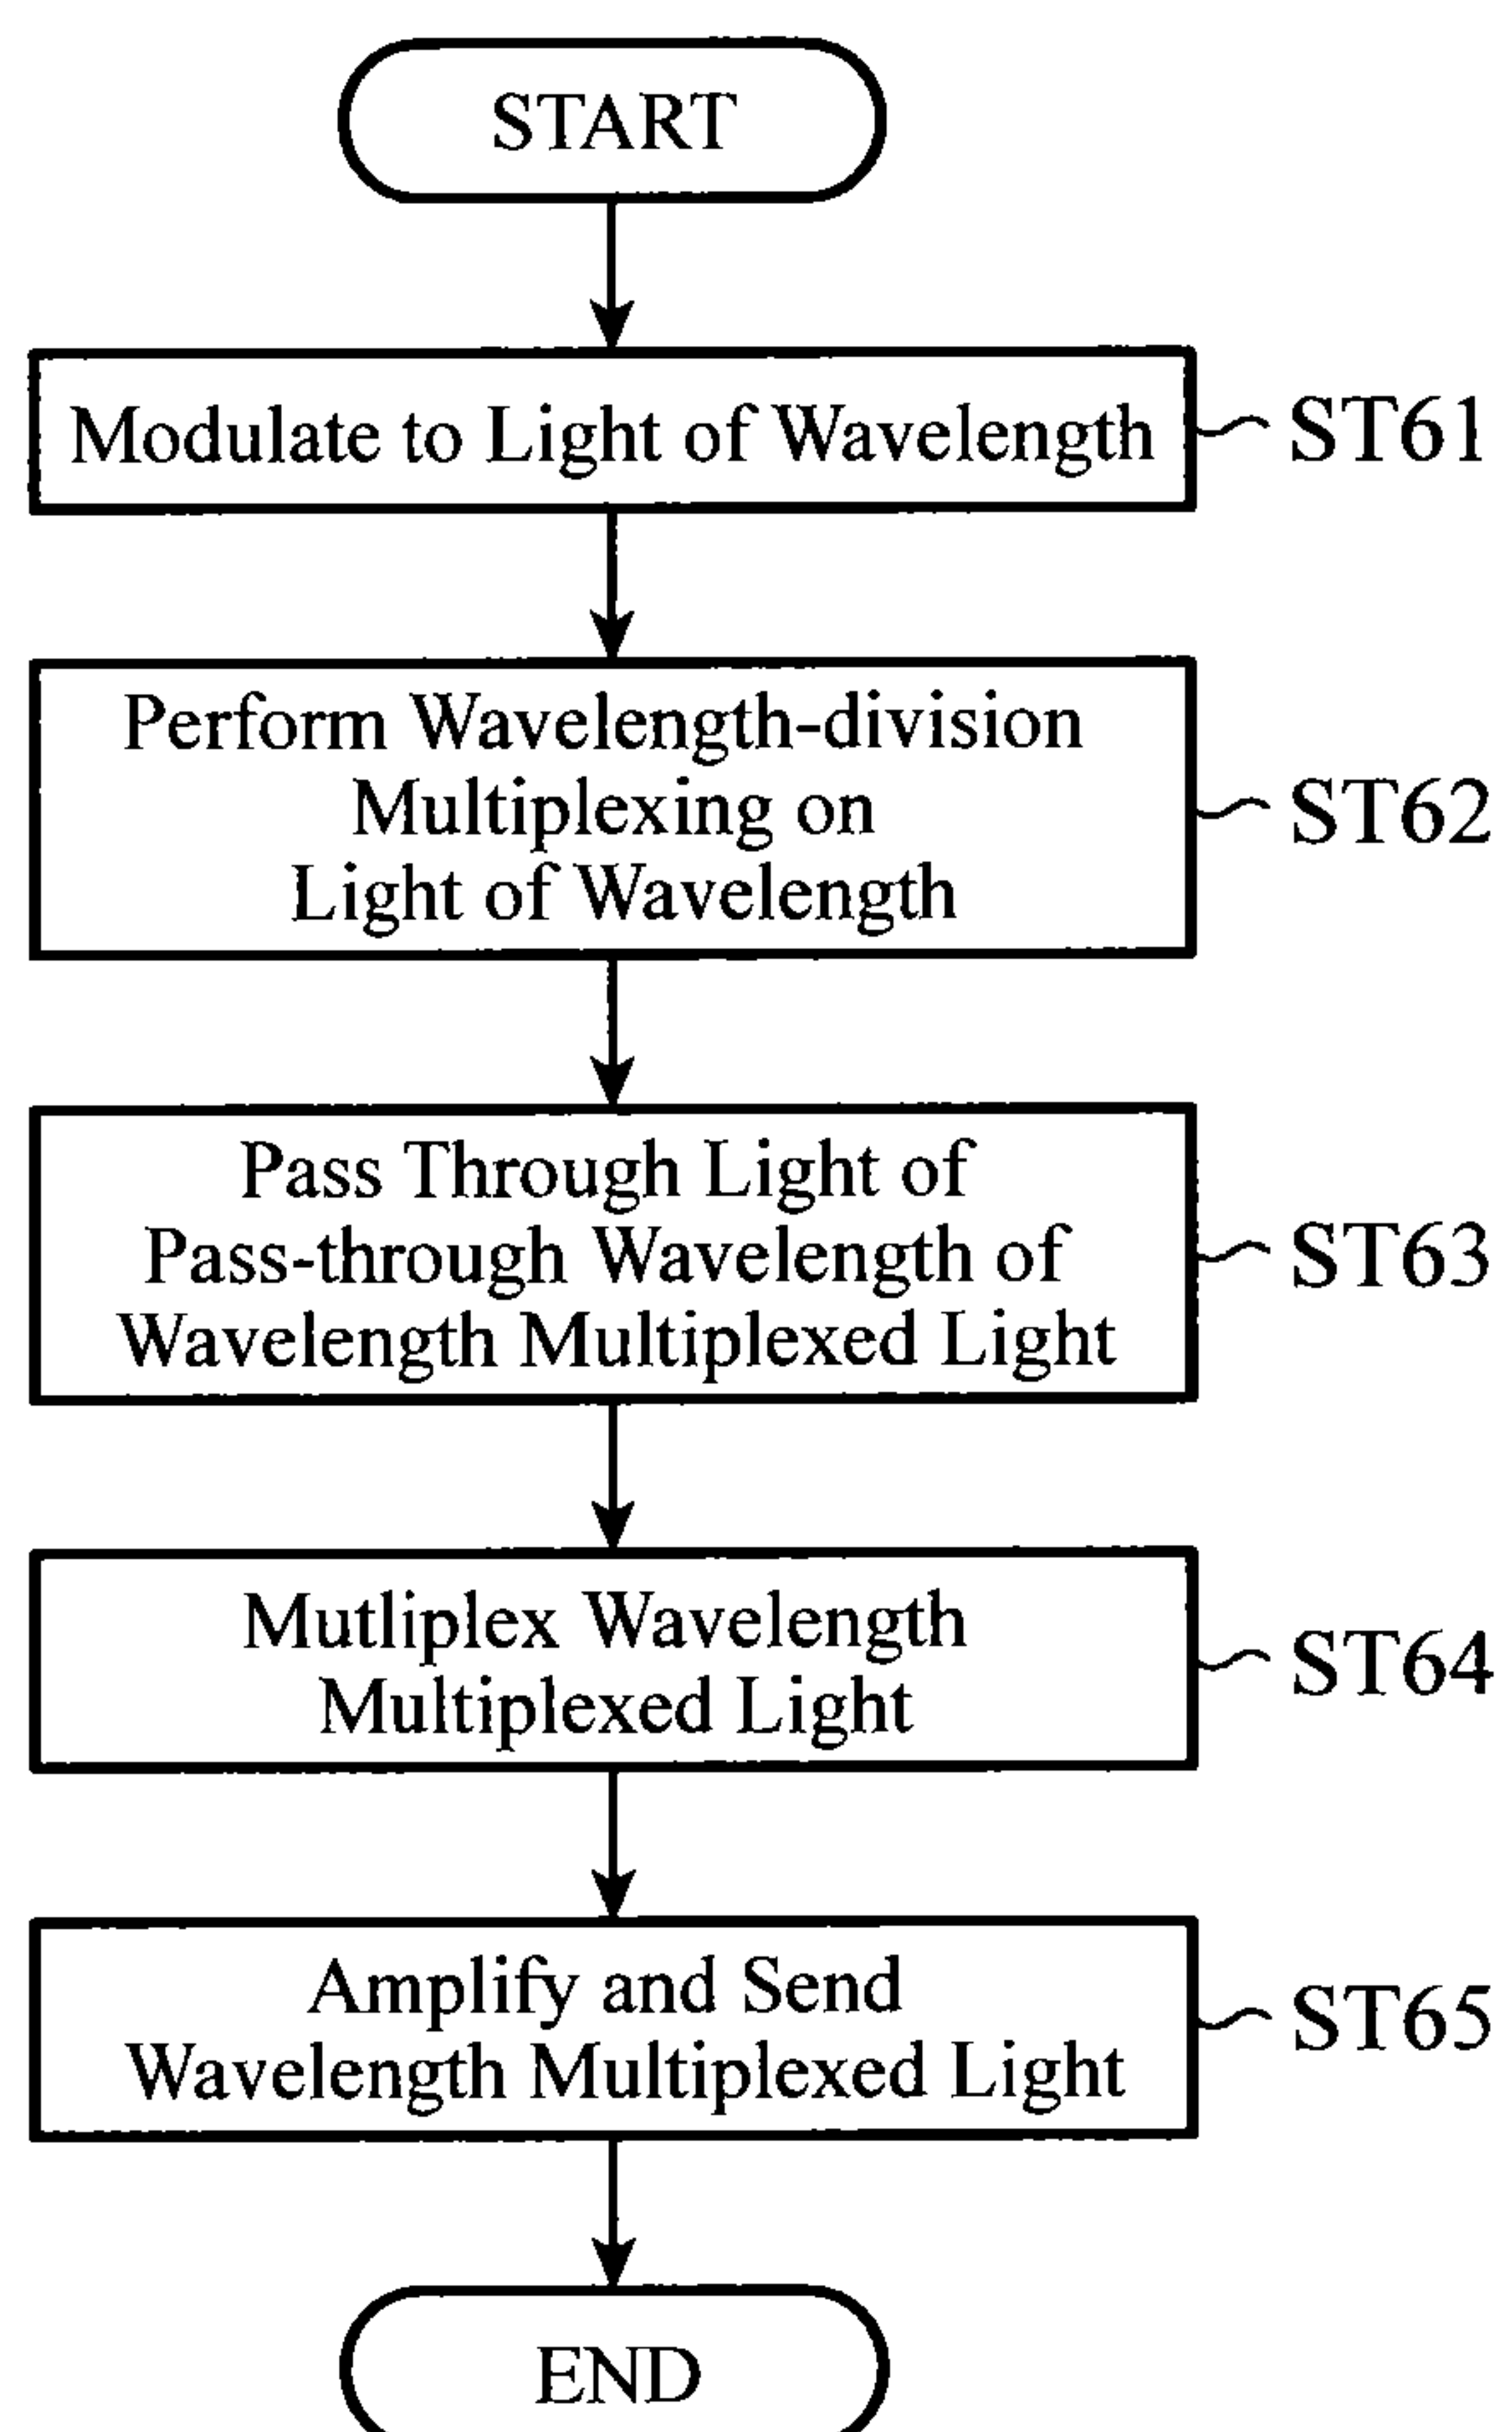 START
Modulate to Light of Wavelength
ST61
Perform Wavelength-division
Multiplexing on
Light of Wavelength
ST62
Pass Through Light of
Pass-through Wavelength of
Wavelength Multiplexed Light
ST63
Mutliplex Wavelength
Multiplexed Light
ST64
Amplify and Send
Wavelength Multiplexed Light
ST65
END